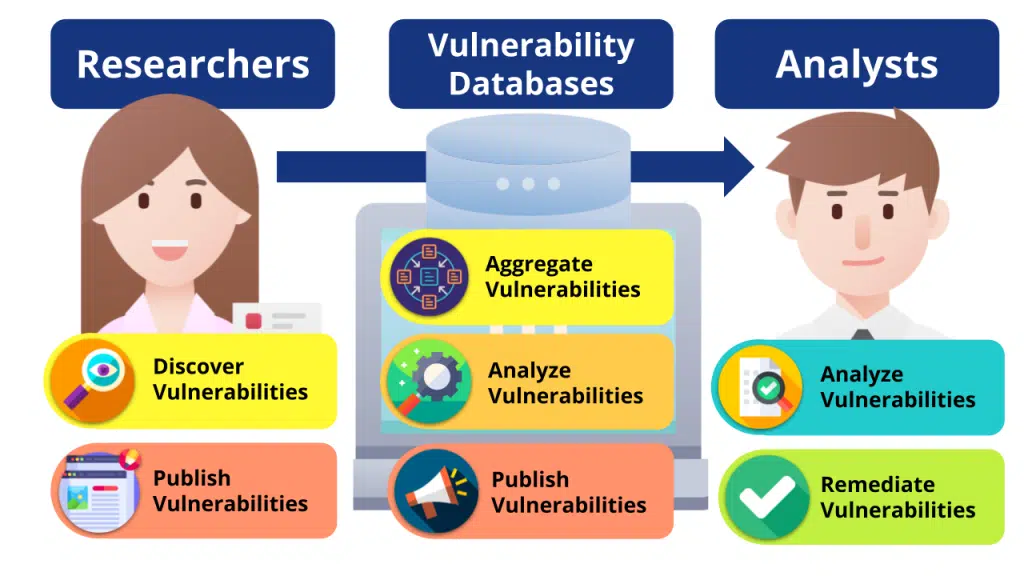 Researchers
Vulnerability
Databases
Analysts
Discover
Vulnerabilities
Publish
Vulnerabilities
Aggregate
Vulnerabilities
Analyze
Vulnerabilities
Publish
Vulnerabilities
Analyze
Vulnerabilities
Remediate
Vulnerabilities